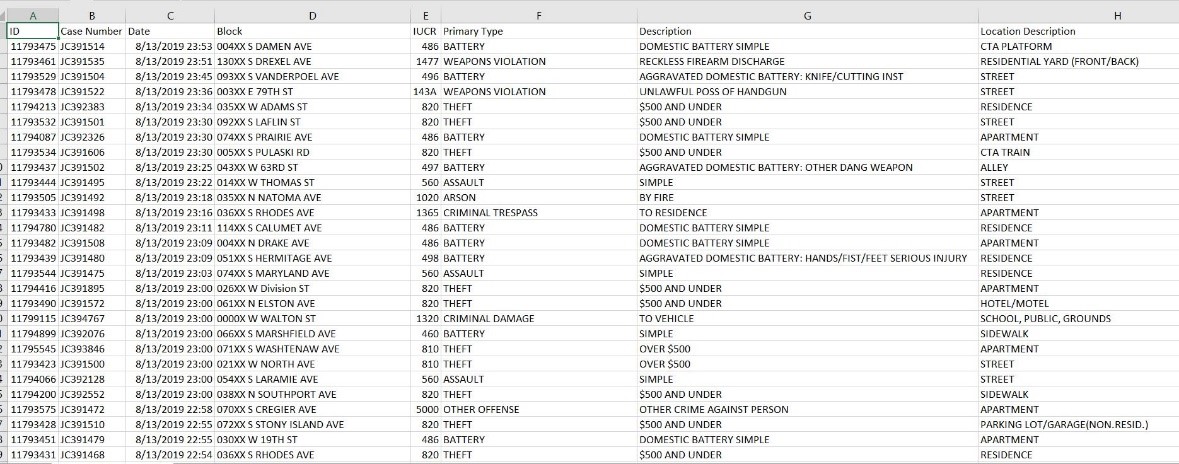 A B C D E F G H
ID Case Number Date Block IUCR Primary Type Description Location Description
11793475 JC391514 8/13/2019 23:53 004XX S DAMEN AVE 486 BATTERY DOMESTIC BATTERY SIMPLE CTA PLATFORM
11793461 JC391535 8/13/2019 23:51 130XX S DREXEL AVE 1477 WEAPONS VIOLATION RECKLESS FIREARM DISCHARGE RESIDENTIAL YARD (FRONT/BACK)
11793529 JC391504 8/13/2019 23:45 093XX S VANDERPOEL AVE 496 BATTERY AGGRAVATED DOMESTIC BATTERY: KNIFE/CUTTING INST STREET
11793478 JC391522 8/13/2019 23:36 003XX E 79TH ST 143A WEAPONS VIOLATION UNLAWFUL POSS OF HANDGUN STREET
11794213 JC392383 8/13/2019 23:34 035XX W ADAMS ST 820 THEFT $500 AND UNDER RESIDENCE
11793532 JC391501 8/13/2019 23:30 092XX S LAFLIN ST 820 THEFT $500 AND UNDER STREET
11794087 JC392326 8/13/2019 23:30 074XX S PRAIRIE AVE 486 BATTERY DOMESTIC BATTERY SIMPLE APARTMENT
11793534 JC391606 8/13/2019 23:30 005XX S PULASKI RD 820 THEFT $500 AND UNDER CTA TRAIN
11793437 JC391502 8/13/2019 23:25 043XX W 63RD ST 497 BATTERY AGGRAVATED DOMESTIC BATTERY: OTHER DANG WEAPON ALLEY
11793444 JC391495 8/13/2019 23:22 014XX W THOMAS ST 560 ASSAULT SIMPLE STREET
11793505 JC391492 8/13/2019 23:18 035XX N NATOMA AVE 1020 ARSON BY FIRE STREET
11793433 JC391498 8/13/2019 23:16 036XX S RHODES AVE 1365 CRIMINAL TRESPASS TO RESIDENCE APARTMENT
11794780 JC391482 8/13/2019 23:11 114XX S CALUMET AVE 486 BATTERY DOMESTIC BATTERY SIMPLE RESIDENCE
11793482 JC391508 8/13/2019 23:09 004XX N DRAKE AVE 486 BATTERY DOMESTIC BATTERY SIMPLE APARTMENT
11793439 JC391480 8/13/2019 23:09 051XX S HERMITAGE AVE 498 BATTERY AGGRAVATED DOMESTIC BATTERY: HANDS/FIST/FEET SERIOUS INJURY RESIDENCE
11793544 JC391475 8/13/2019 23:03 074XX S MARYLAND AVE 560 ASSAULT SIMPLE RESIDENCE
11794416 JC391895 8/13/2019 23:00 026XX W Division ST 820 THEFT $500 AND UNDER APARTMENT
11793490 JC391572 8/13/2019 23:00 061XX N ELSTON AVE 820 THEFT $500 AND UNDER HOTEL/MOTEL
11799115 JC394767 8/13/2019 23:00 0000X W WALTON ST 1320 CRIMINAL DAMAGE TO VEHICLE SCHOOL, PUBLIC, GROUNDS
11794899 JC392076 8/13/2019 23:00 066XX S MARSHFIELD AVE 460 BATTERY SIMPLE SIDEWALK
11795545 JC393846 8/13/2019 23:00 071XX S WASHTENAW AVE 810 THEFT OVER $500 APARTMENT
11793423 JC391500 8/13/2019 23:00 021XX W NORTH AVE 810 THEFT OVER $500 STREET
11794066 JC392128 8/13/2019 23:00 054XX S LARAMIE AVE 560 ASSAULT SIMPLE STREET
11794200 JC392552 8/13/2019 23:00 038XX N SOUTHPORT AVE 820 THEFT $500 AND UNDER SIDEWALK
11793575 JC391472 8/13/2019 22:58 070XX S CREGIER AVE 5000 OTHER OFFENSE OTHER CRIME AGAINST PERSON APARTMENT
11793428 JC391510 8/13/2019 22:55 072XX S STONY ISLAND AVE 820 THEFT $500 AND UNDER PARKING LOT/GARAGE(NON.RESID.)
11793451 JC391479 8/13/2019 22:55 030XX W 19TH ST 486 BATTERY DOMESTIC BATTERY SIMPLE APARTMENT
11793431 JC391468 8/13/2019 22:54 036XX S RHODES AVE 820 THEFT $500 AND UNDER RESIDENCE